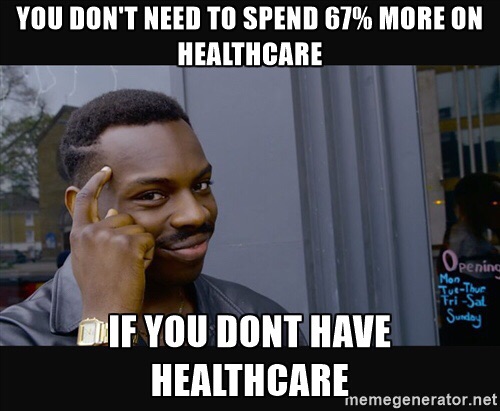 YOU DON'T NEED TO SPEND 67% MORE ON
HEALTHCARE
Opening
Mon
Tue-Thur
Fri-Sat
Sunday
IF YOU DONT HAVE
HEALTHCARE
memegenerator.net